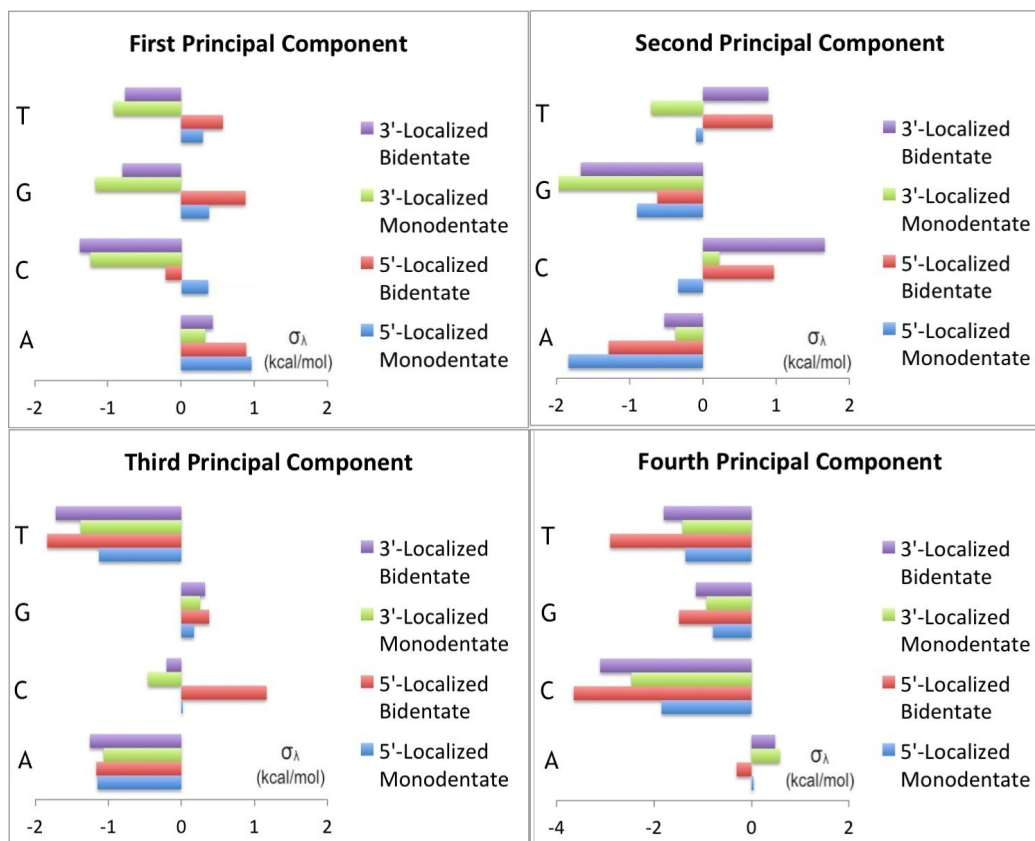 First Principal Component
T
G
C
A
3'-Localized
Bidentate
3'-Localized
Monodentate
5'-Localized
Bidentate
5'-Localized
Monodentate
σλ
(kcal/mol)
-2 -1 0 1 2
Second Principal Component
T
G
C
A
3'-Localized
Bidentate
3'-Localized
Monodentate
5'-Localized
Bidentate
5'-Localized
Monodentate
σλ
(kcal/mol)
-2 -1 0 1 2
Third Principal Component
T
G
C
A
3'-Localized
Bidentate
3'-Localized
Monodentate
5'-Localized
Bidentate
5'-Localized
Monodentate
σλ
(kcal/mol)
-2 -1 0 1 2
Fourth Principal Component
T
G
C
A
3'-Localized
Bidentate
3'-Localized
Monodentate
5'-Localized
Bidentate
5'-Localized
Monodentate
σλ
(kcal/mol)
-4 -2 0 2 4